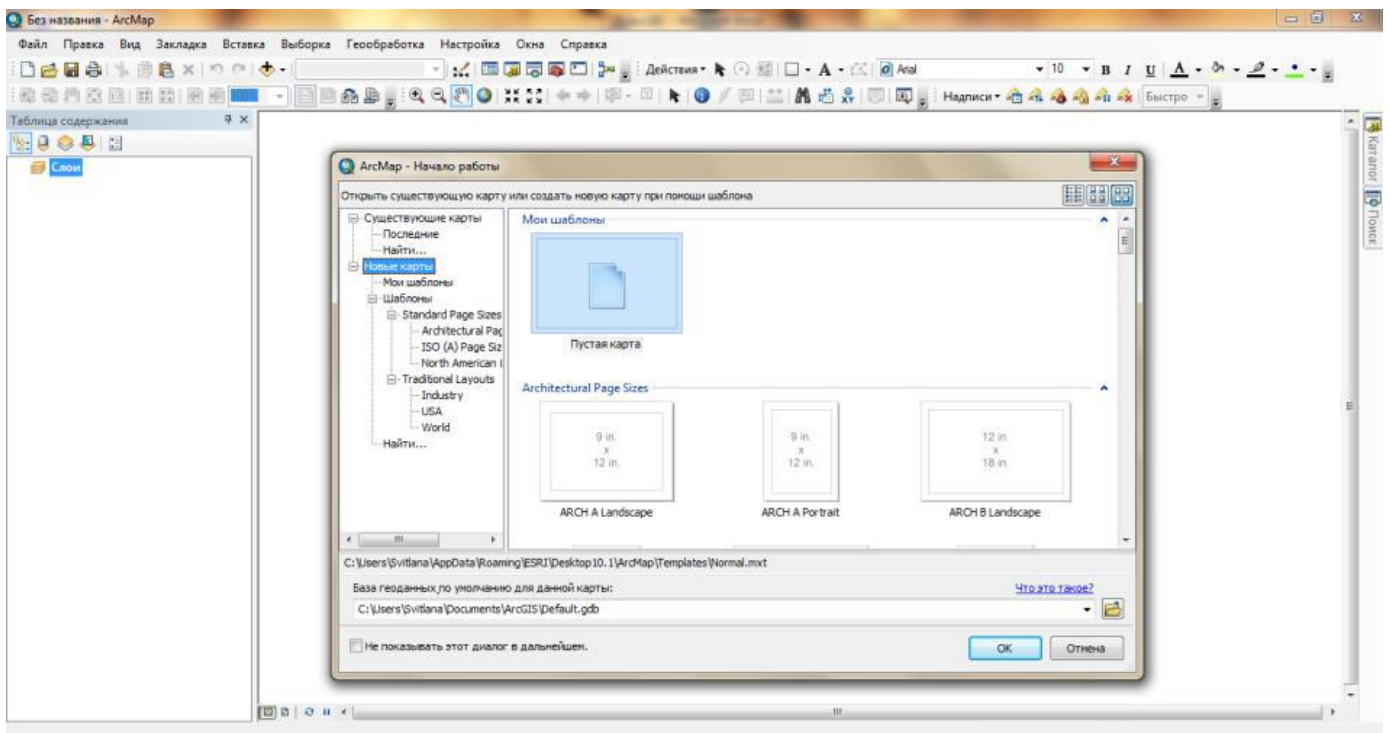 Без названия - ArcMap
Файл Правка Вид Закладка Вставка Выборка Геообработка Настройка Окна Справка
Действия A Arial 10 B I U A
Надписи Быстро
Таблица содержания
Слои
Каталог
Поиск
ArcMap - Начало работы
Открыть существующую карту или создать новую карту при помощи шаблона
Существующие карты
Последние
Найти...
Новые карты
Мои шаблоны
Шаблоны
Standard Page Sizes
Architectural Pag
ISO (A) Page Siz
North American (
Traditional Layouts
Industry
USA
World
Найти...
Мои шаблоны
Пустая карта
Architectural Page Sizes
9 in. x 12 in.
9 in. x 12 in.
12 in. x 18 in.
ARCH A Landscape
ARCH A Portrait
ARCH B Landscape
C:\Users\Svitlana\AppData\Roaming\ESRI\Desktop10.1\ArcMap\Templates\Normal.mxt
База геоданных по умолчанию для данной карты:
Что это такое?
C:\Users\Svitlana\Documents\ArcGIS\Default.gdb
Не показывать этот диалог в дальнейшем.
OK
Отмена